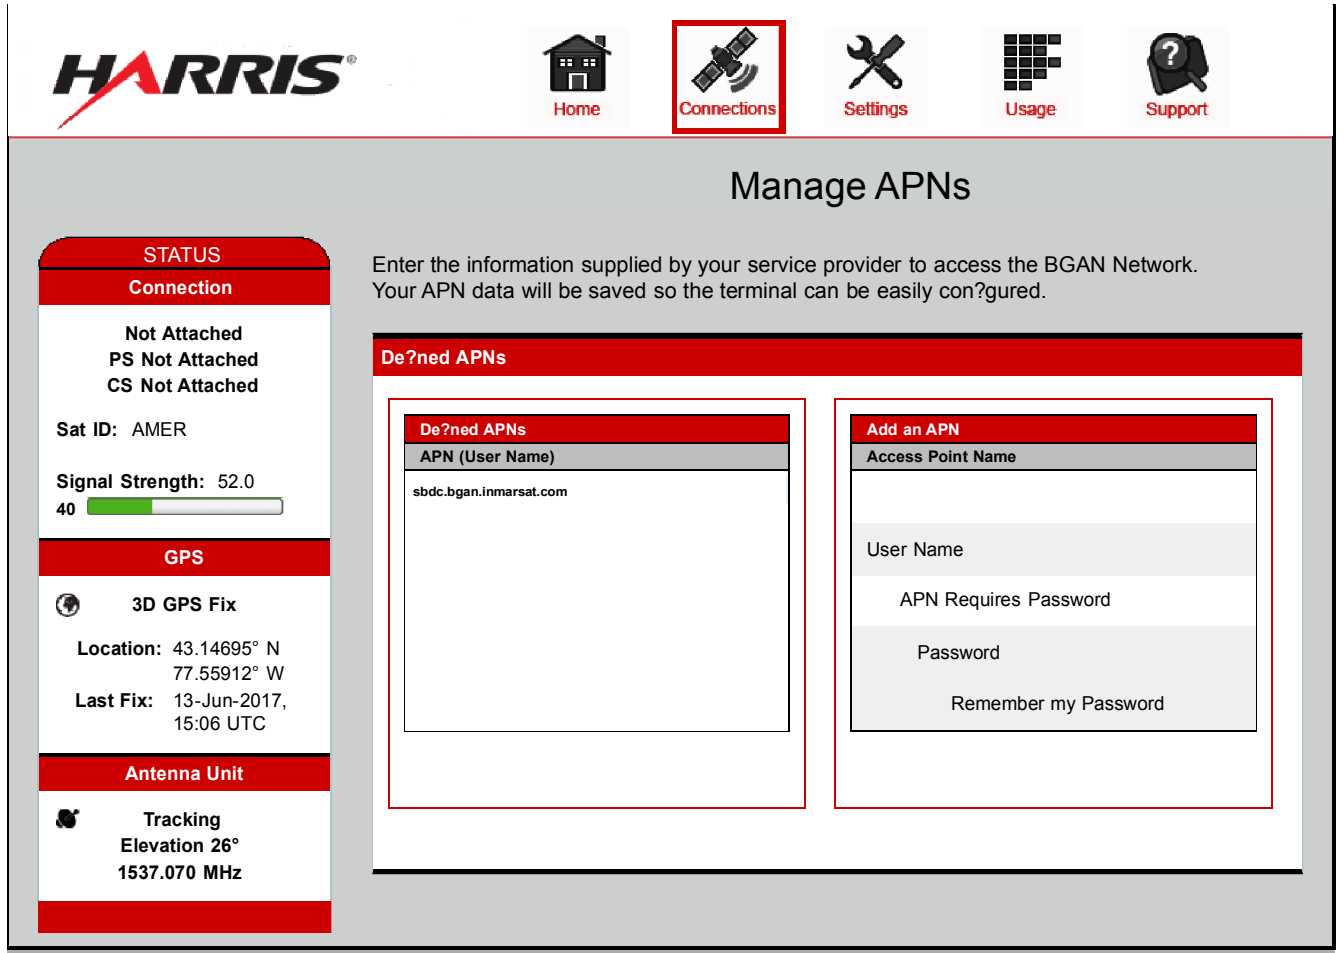 HARRIS®
Home
Connections
Settings
Usage
Support
Manage APNs
STATUS
Connection
Not Attached
PS Not Attached
CS Not Attached
Sat ID: AMER
Signal Strength: 52.0
40
GPS
3D GPS Fix
Location: 43.14695° N
77.55912° W
Last Fix: 13-Jun-2017,
15:06 UTC
Antenna Unit
Tracking
Elevation 26°
1537.070 MHz
Enter the information supplied by your service provider to access the BGAN Network.
Your APN data will be saved so the terminal can be easily con?gured.
De?ned APNs
De?ned APNs
APN (User Name)
sbdc.bgan.inmarsat.com
Add an APN
Access Point Name
User Name
APN Requires Password
Password
Remember my Password